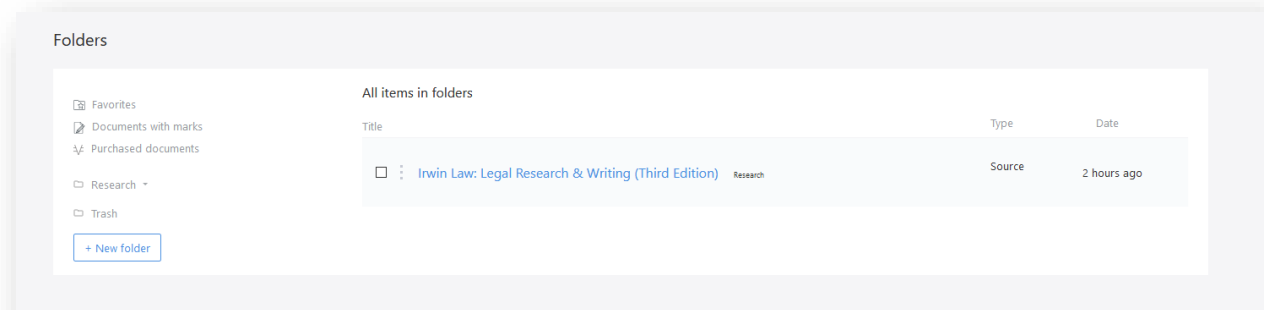 Folders
Favorites
Documents with marks
Purchased documents
Research
Trash
+ New folder
All items in folders
Title Type Date
Irwin Law: Legal Research & Writing (Third Edition) Research Source 2 hours ago